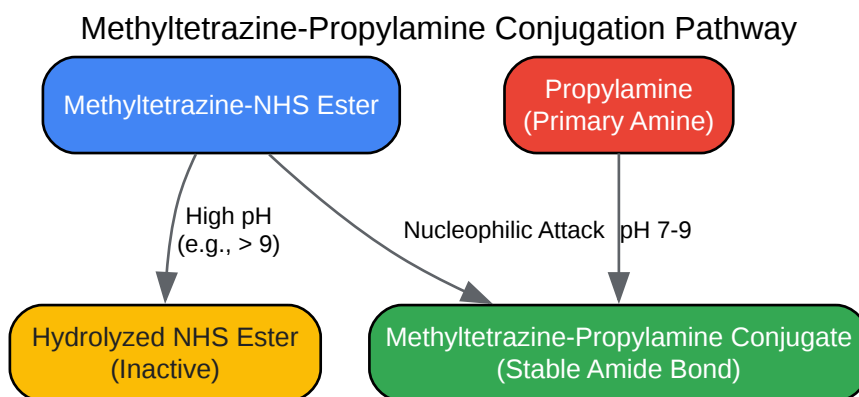 Methyltetrazine-Propylamine Conjugation Pathway
Methyltetrazine-NHS Ester
Propylamine
(Primary Amine)
High pH
(e.g., > 9)
Nucleophilic Attack
pH 7-9
Hydrolyzed NHS Ester
(Inactive)
Methyltetrazine-Propylamine Conjugate
(Stable Amide Bond)